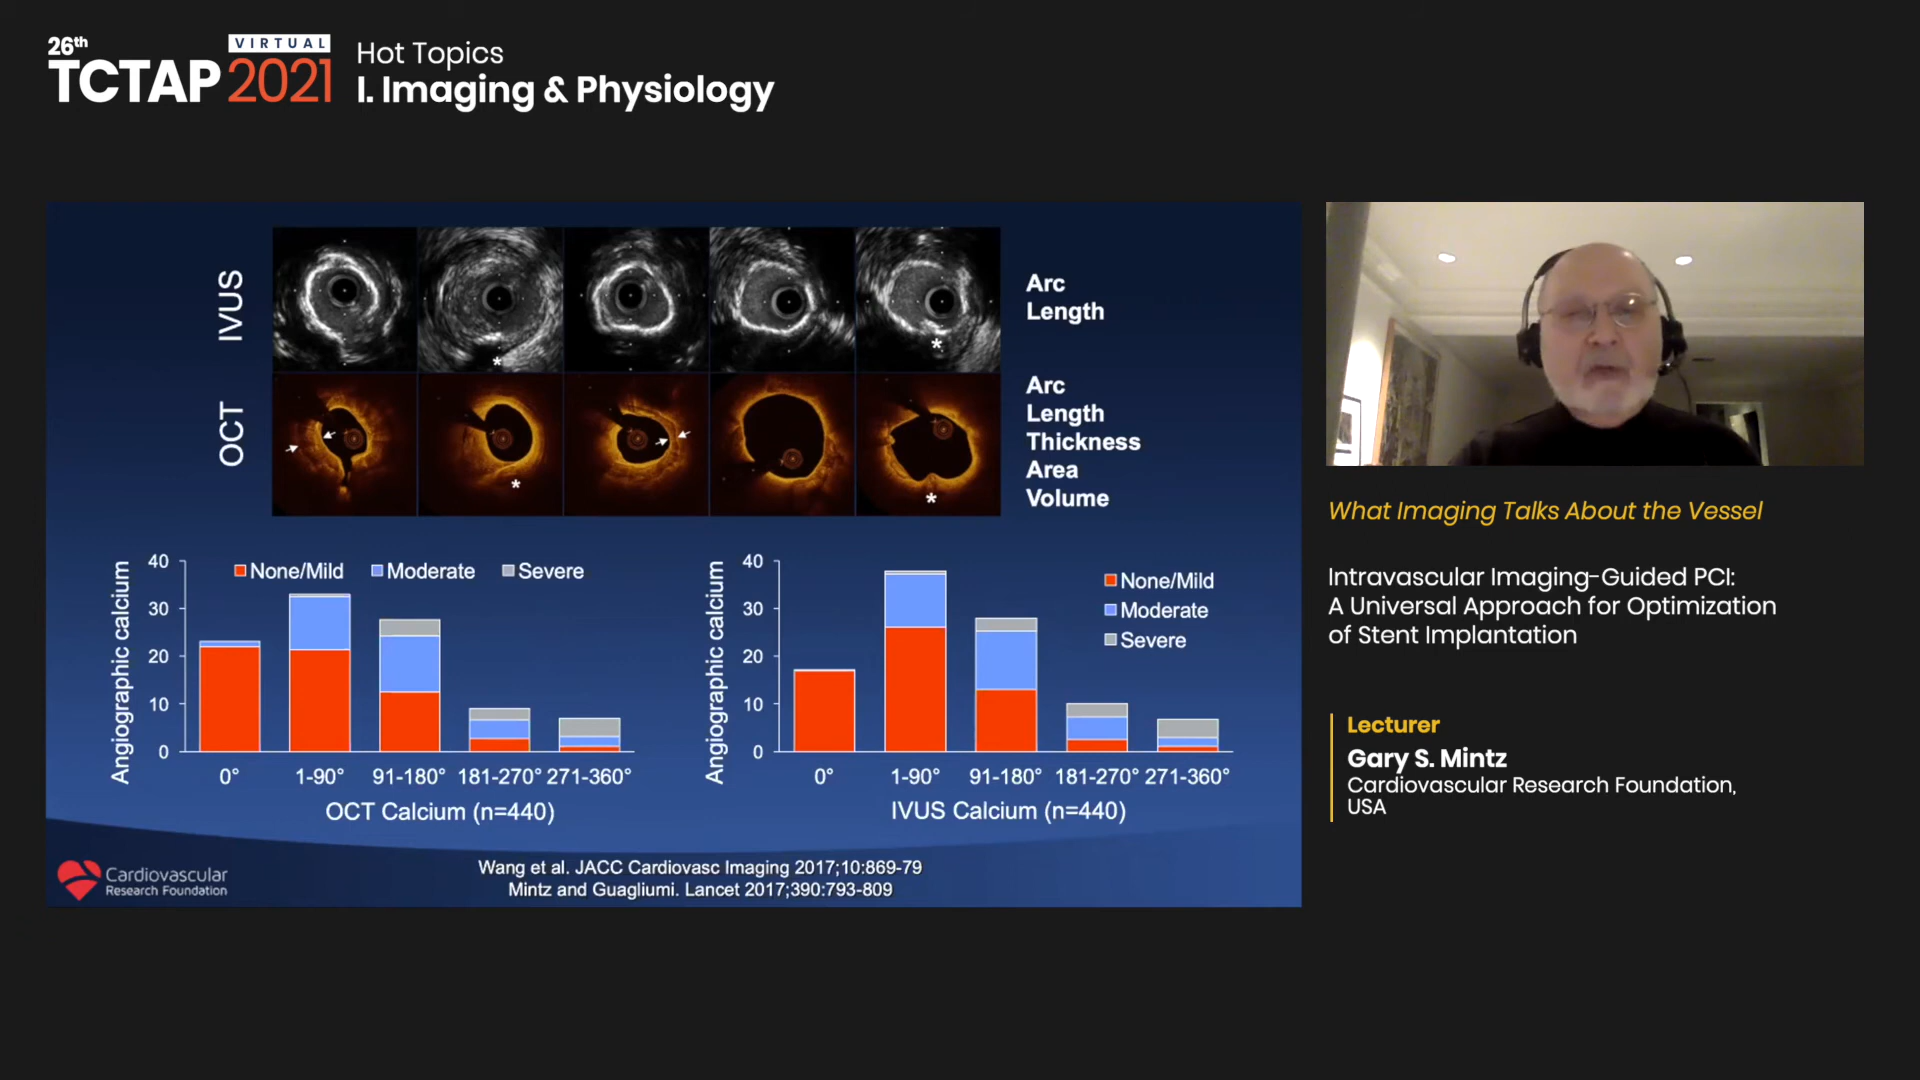 26th
VIRTUAL
TCTAP 2021
Hot Topics
I. Imaging & Physiology
IVUS
Arc
Length
*
*
OCT
Arc
Length
Thickness
Area
Volume
*
*
Angiographic calcium
40
30
20
10
0
None/Mild
Moderate
Severe
0°
1-90°
91-180°
181-270°
271-360°
OCT Calcium (n=440)
Angiographic calcium
40
30
20
10
0
None/Mild
Moderate
Severe
0°
1-90°
91-180°
181-270°
271-360°
IVUS Calcium (n=440)
Cardiovascular
Research Foundation
Wang et al. JACC Cardiovasc Imaging 2017;10:869-79
Mintz and Guagliumi. Lancet 2017;390:793-809
What Imaging Talks About the Vessel
Intravascular Imaging-Guided PCI:
A Universal Approach for Optimization
of Stent Implantation
Lecturer
Gary S. Mintz
Cardiovascular Research Foundation,
USA